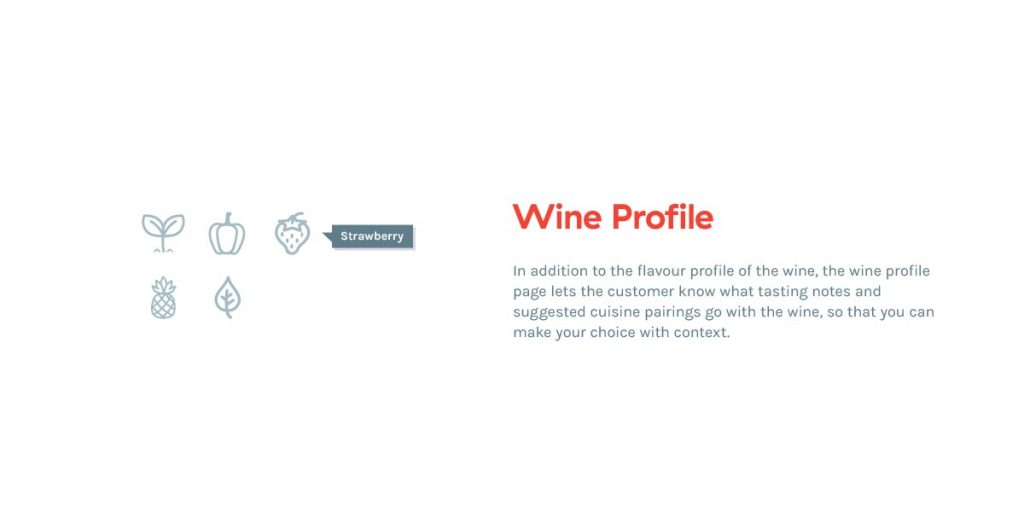 Strawberry
Wine Profile
In addition to the flavour profile of the wine, the wine profile
page lets the customer know what tasting notes and
suggested cuisine pairings go with the wine, so that you can
make your choice with context.